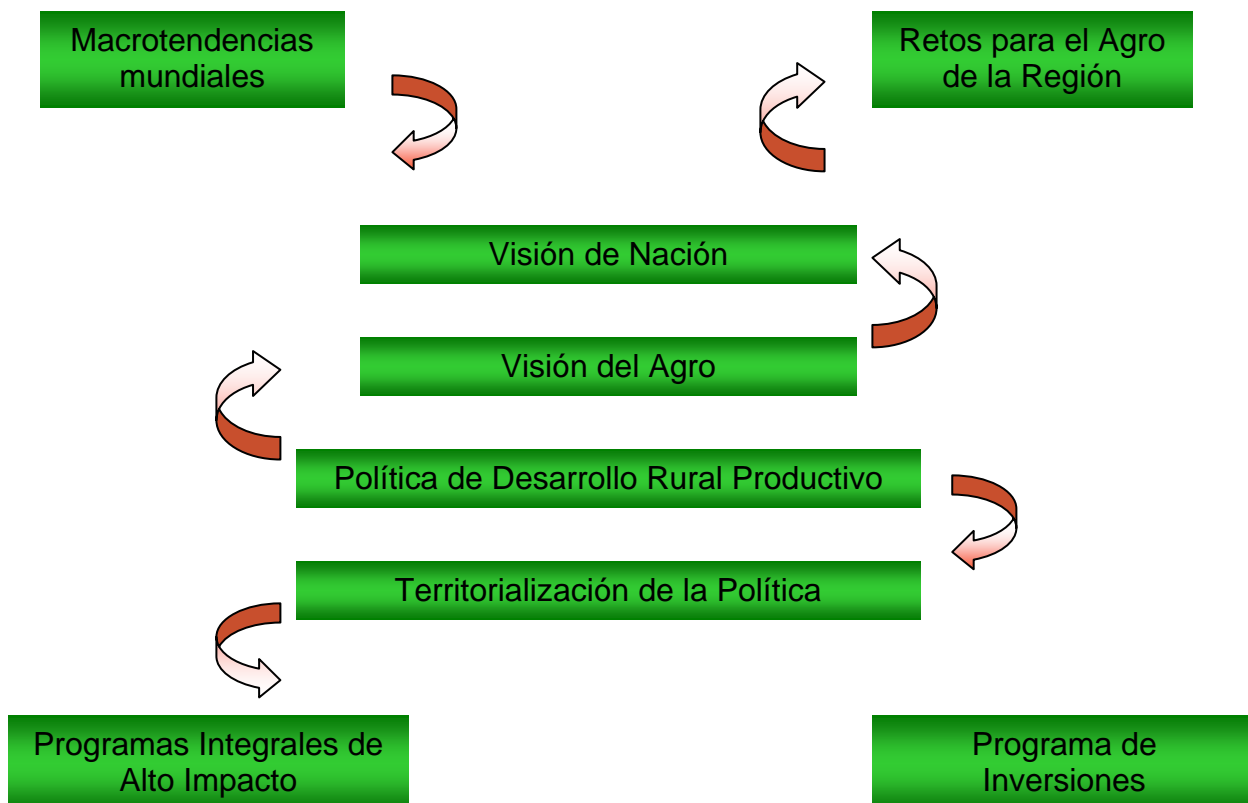 Macrotendencias
mundiales
Retos para el Agro
de la Región
Visión de Nación
Visión del Agro
Política de Desarrollo Rural Productivo
Territorialización de la Política
Programas Integrales de
Alto Impacto
Programa de
Inversiones